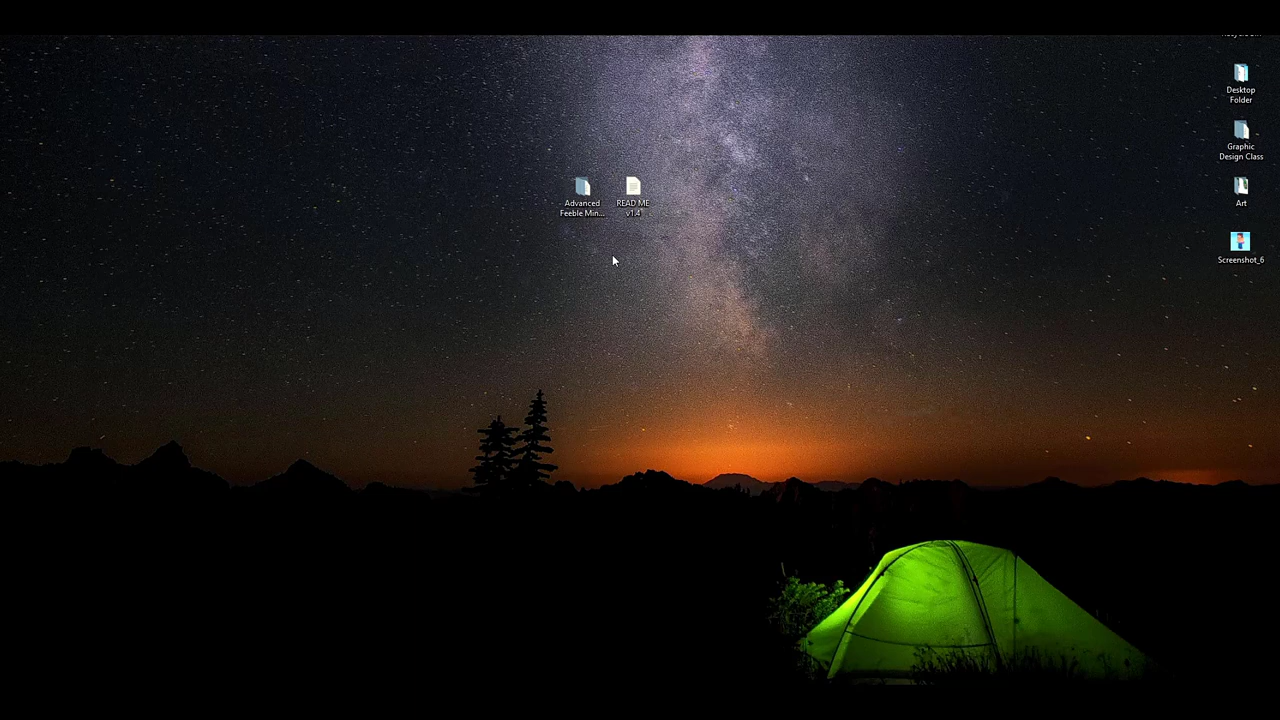 Desktop
Folder
Graphic
Design Class
Art
Advanced
Feeble Min...
READ ME
v1.4
Screenshot_6